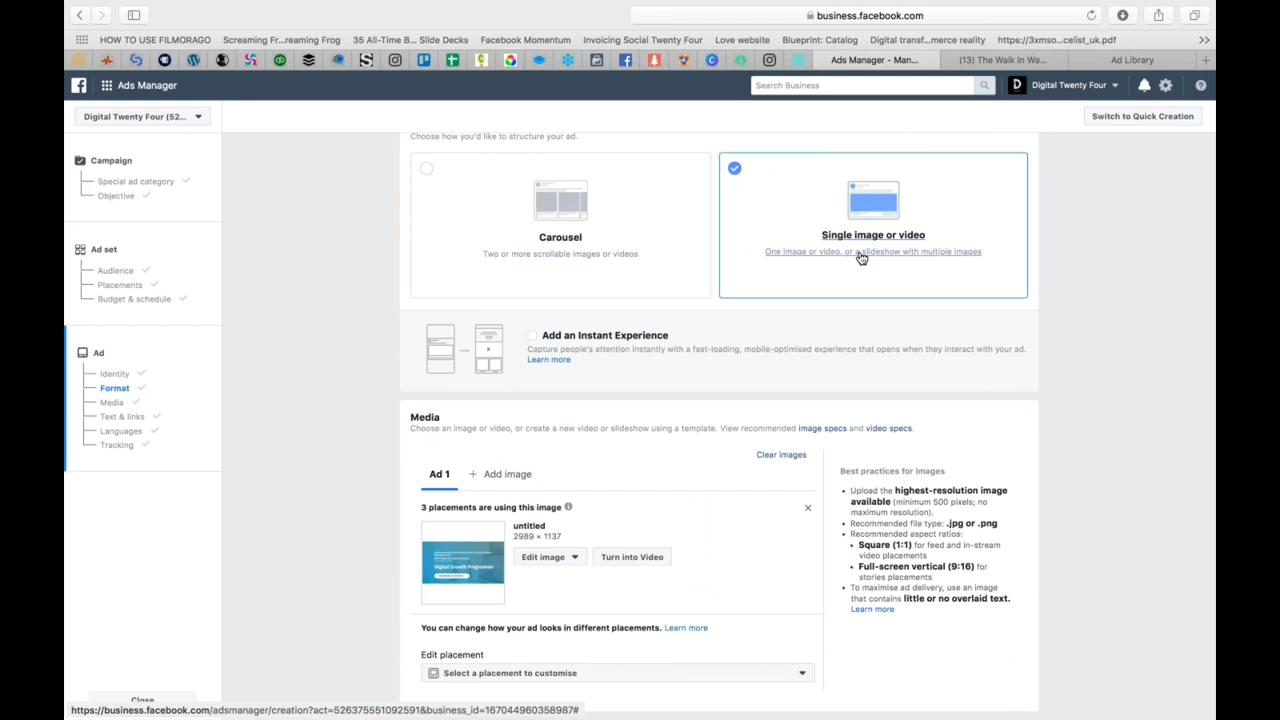 business.facebook.com
HOW TO USE FILMORAGO
Screaming Fr...reaming Frog
35 All-Time B... Slide Decks
Facebook Momentum
Invoicing Social Twenty Four
Love website
Blueprint: Catalog
Digital transf...merce reality
https://3xmso...celist_uk.pdf
Ads Manager - Man...
(13) The Walk In Wa...
Ad Library
Ads Manager
Search Business
Digital Twenty Four
Digital Twenty Four (52...
Switch to Quick Creation
Campaign
Special ad category
Objective
Ad set
Audience
Placements
Budget & schedule
Ad
Identity
Format
Media
Text & links
Languages
Tracking
Close
Choose how you'd like to structure your ad.
Carousel
Two or more scrollable images or videos
Single image or video
One image or video, or a slideshow with multiple images
Add an Instant Experience
Capture people's attention instantly with a fast-loading, mobile-optimised experience that opens when they interact with your ad.
Learn more
Media
Choose an image or video, or create a new video or slideshow using a template. View recommended image specs and video specs.
Clear images
Ad 1
+ Add image
3 placements are using this image
untitled
2989 × 1137
Edit image
Turn into Video
Digital Growth Programme
You can change how your ad looks in different placements. Learn more
Edit placement
Select a placement to customise
Best practices for images
• Upload the highest-resolution image
available (minimum 500 pixels; no
maximum resolution).
• Recommended file type: .jpg or .png
• Recommended aspect ratios:
• Square (1:1) for feed and in-stream
video placements
• Full-screen vertical (9:16) for
stories placements
• To maximise ad delivery, use an image
that contains little or no overlaid text.
Learn more
https://business.facebook.com/adsmanager/creation?act=526375551092591&business_id=167044960358987#